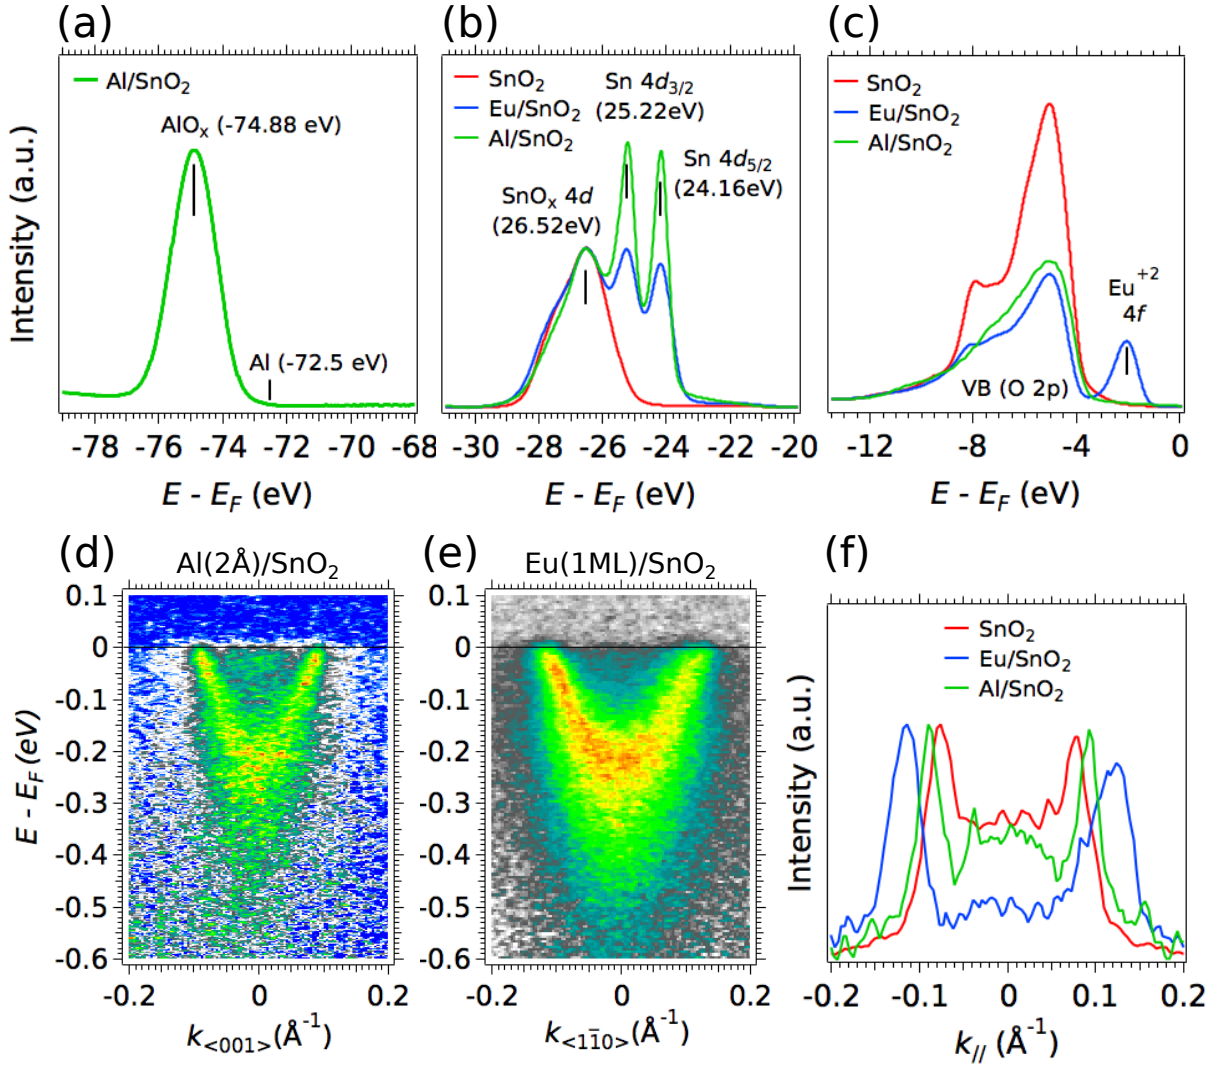 (a)
Al/SnO₂
AlOₓ (-74.88 eV)
Al (-72.5 eV)
Intensity (a.u.)
-78 -76 -74 -72 -70 -68
E - E_F (eV)
(b)
SnO₂
Eu/SnO₂
Al/SnO₂
Sn 4d₃/₂
(25.22eV)
Sn 4d₅/₂
(24.16eV)
SnOₓ 4d
(26.52eV)
-30 -28 -26 -24 -22 -20
E - E_F (eV)
(c)
SnO₂
Eu/SnO₂
Al/SnO₂
Eu⁺²
4f
VB (O 2p)
-12 -8 -4 0
E - E_F (eV)
(d)
Al(2Å)/SnO₂
0.1
0
-0.1
-0.2
-0.3
-0.4
-0.5
-0.6
E - E_F (eV)
-0.2 0 0.2
k<001>(Å⁻¹)
(e)
Eu(1ML)/SnO₂
0.1
0
-0.1
-0.2
-0.3
-0.4
-0.5
-0.6
-0.2 0 0.2
k<11̅0>(Å⁻¹)
(f)
SnO₂
Eu/SnO₂
Al/SnO₂
Intensity (a.u.)
-0.2 -0.1 0 0.1 0.2
k// (Å⁻¹)